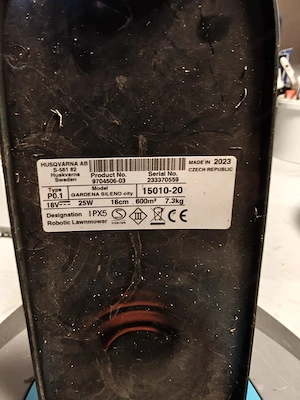 HUSQVARNA AB
S-561 82
Huskvarna
Sweden
Product No.
9704506-03
Serial No.
233370559
MADE IN 2023
CZECH REPUBLIC
Type
P0.1
Model
GARDENA SILENO city
15010-20
18V 25W 16cm 600m² 7.3kg
Designation IPX5
Robotic Lawnmower